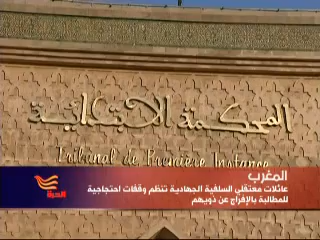 المحكمة الابتدائية
Tribunal de Première Instance
المغرب
عائلات معتقلي السلفية الجهادية تنظم وقفات احتجاجية
للمطالبة بالإفراج عن ذويهم
الحرة